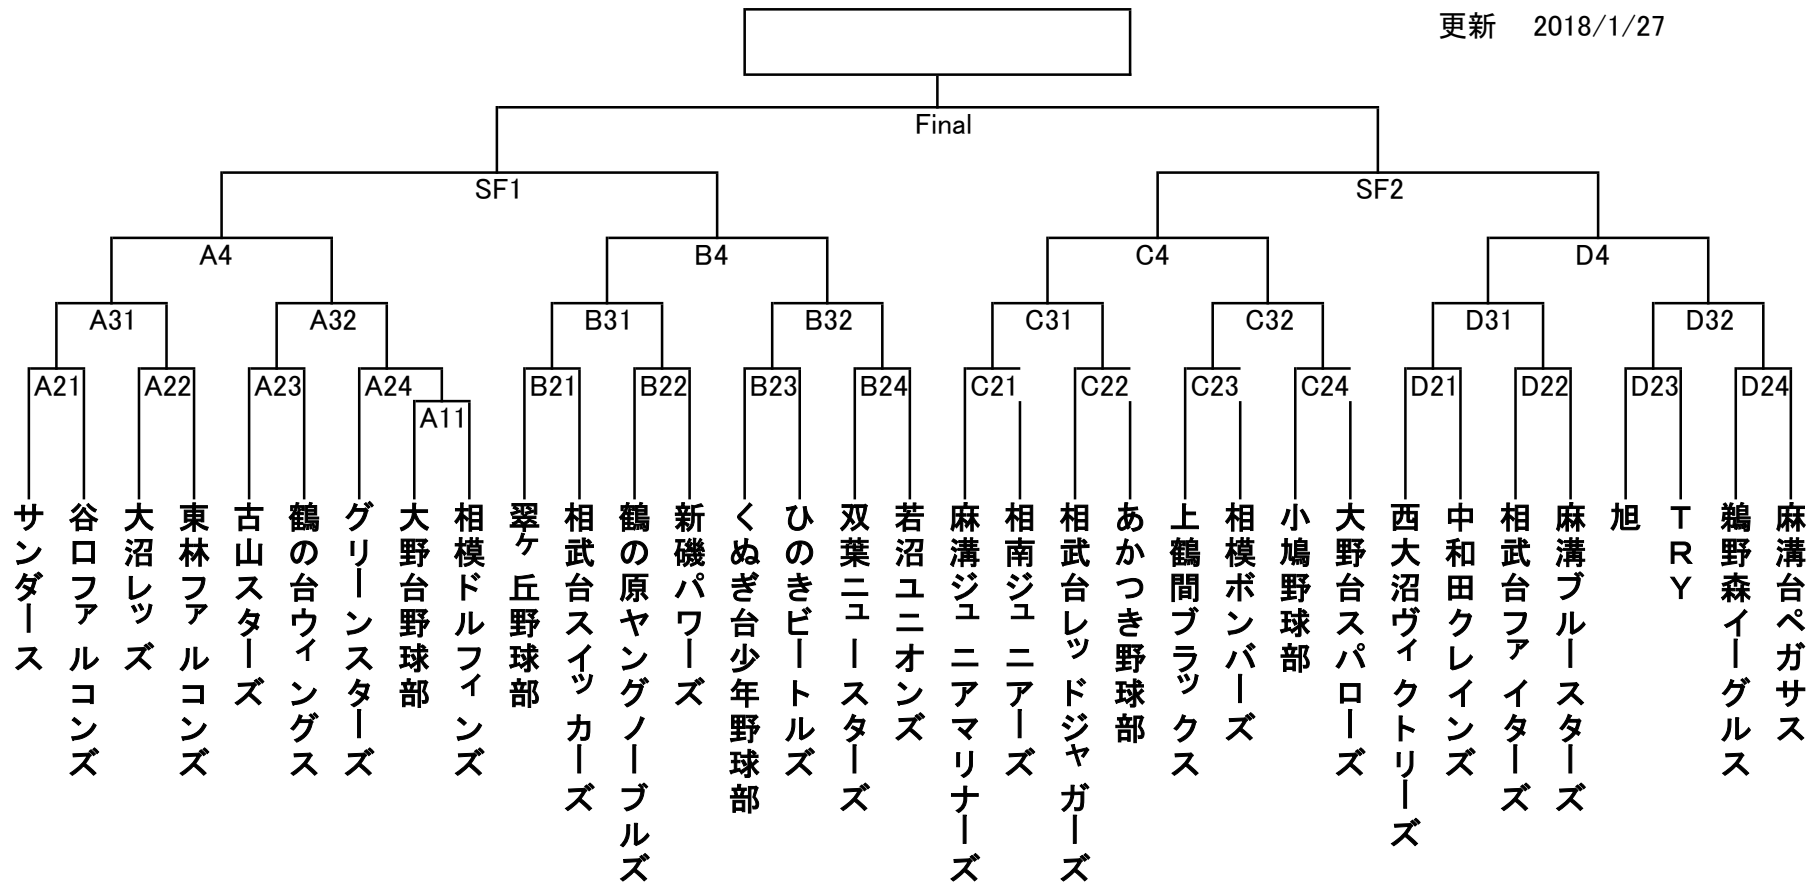 更新 2018/1/27
Final
SF1
SF2
A4
B4
C4
D4
A31
A32
B31
B32
C31
C32
D31
D32
A21
A22
A23
A24
B21
B22
B23
B24
C21
C22
C23
C24
D21
D22
D23
D24
A11
サンダース
谷口ファルコンズ
大沼レッズ
東林ファルコンズ
古山スターズ
鶴の台ウィングス
グリーンスターズ
大野台野球部
相模ドルフィンズ
翠ヶ丘野球部
相武台スイッカーズ
鶴の原ヤングノーブルズ
新磯パワーズ
くぬぎ台少年野球部
ひのきビートルズ
双葉ニュースターズ
若沼ユニオンズ
麻溝ジュニアマリナーズ
相南ジュニアーズ
相武台レッドジャガーズ
あかつき野球部
上鶴間ブラックス
相模ボンバーズ
小鳩野球部
大野台スパローズ
西大沼ヴィクトリーズ
中和田クレインズ
相武台ファイターズ
麻溝ブルースターズ
旭
TRY
鵜野森イーグルス
麻溝台ペガサス